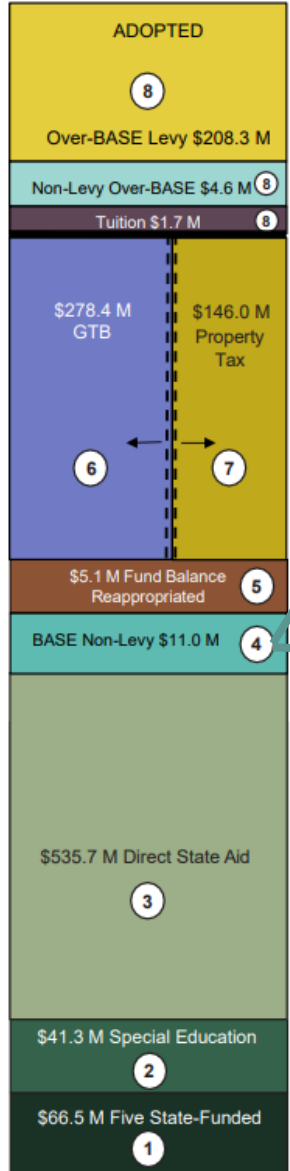 ADOPTED
8
Over-BASE Levy $208.3 M
Non-Levy Over-BASE $4.6 M 8
Tuition $1.7 M 8
$278.4 M
GTB
$146.0 M
Property
Tax
6
7
$5.1 M Fund Balance
Reappropriated
5
BASE Non-Levy $11.0 M 4
$535.7 M Direct State Aid
3
$41.3 M Special Education
2
$66.5 M Five State-Funded
1